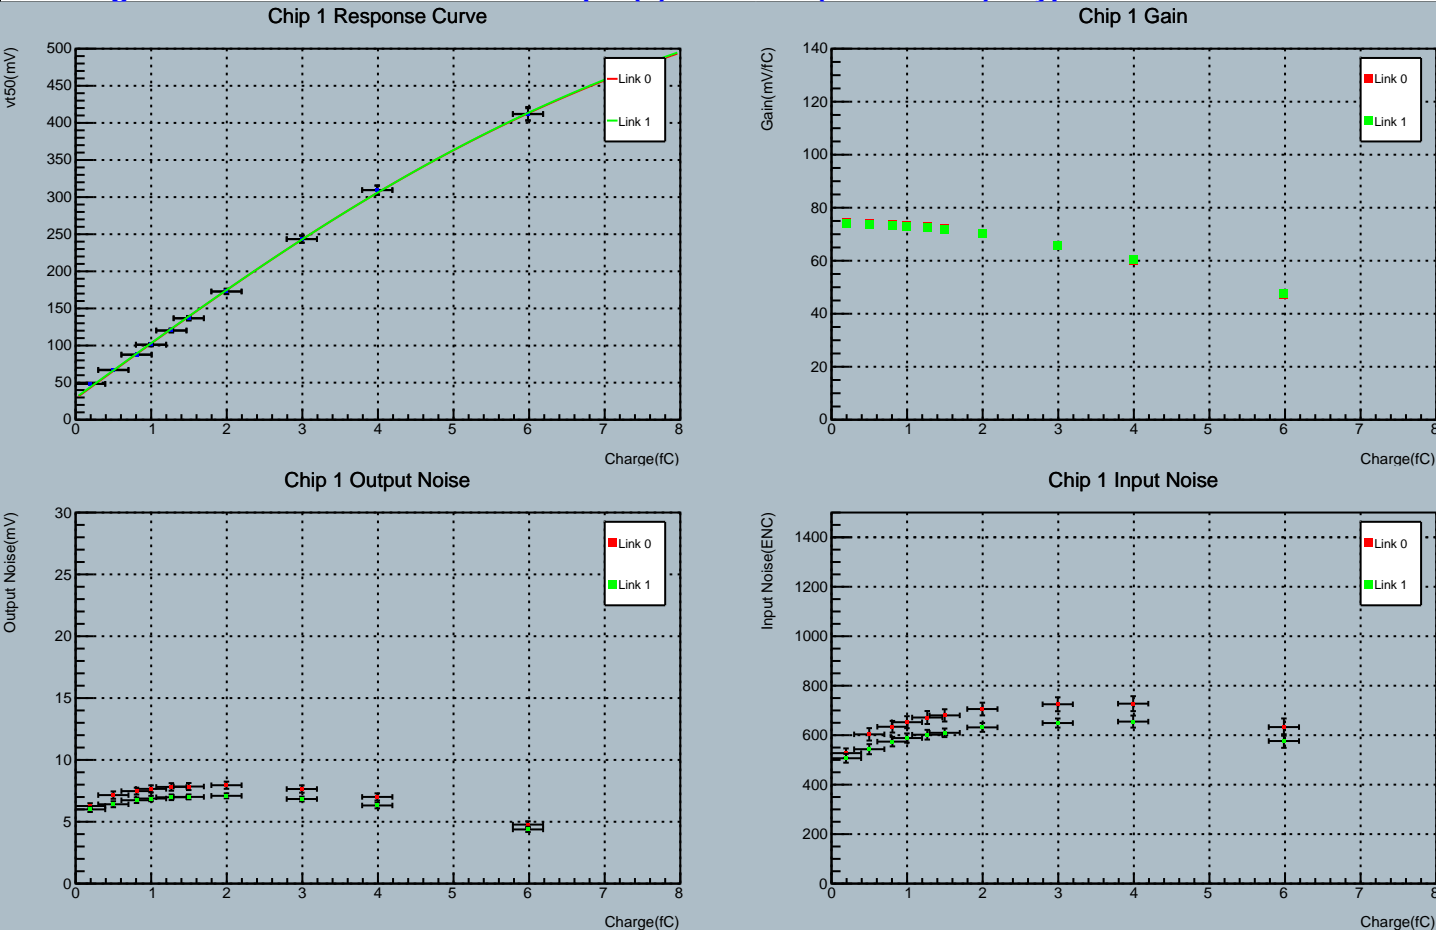 Chip 1 Response Curve
vt50(mV)
500
450
400
350
300
250
200
150
100
50
0
0 1 2 3 4 5 6 7 8
Charge(fC)
Link 0
Link 1
Chip 1 Gain
Gain(mV/fC)
140
120
100
80
60
40
20
0
0 1 2 3 4 5 6 7 8
Charge(fC)
Link 0
Link 1
Chip 1 Output Noise
Output Noise(mV)
30
25
20
15
10
5
0
0 1 2 3 4 5 6 7 8
Charge(fC)
Link 0
Link 1
Chip 1 Input Noise
Input Noise(ENC)
1400
1200
1000
800
600
400
200
0
0 1 2 3 4 5 6 7 8
Charge(fC)
Link 0
Link 1